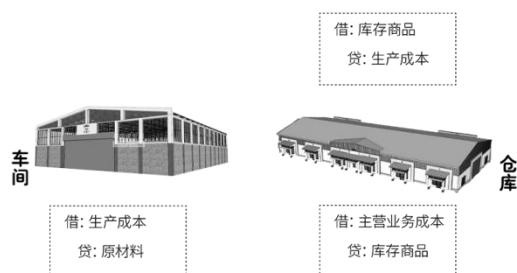 借：库存商品
贷：生产成本
车间
仓库
借：生产成本
贷：原材料
借：主营业务成本
贷：库存商品